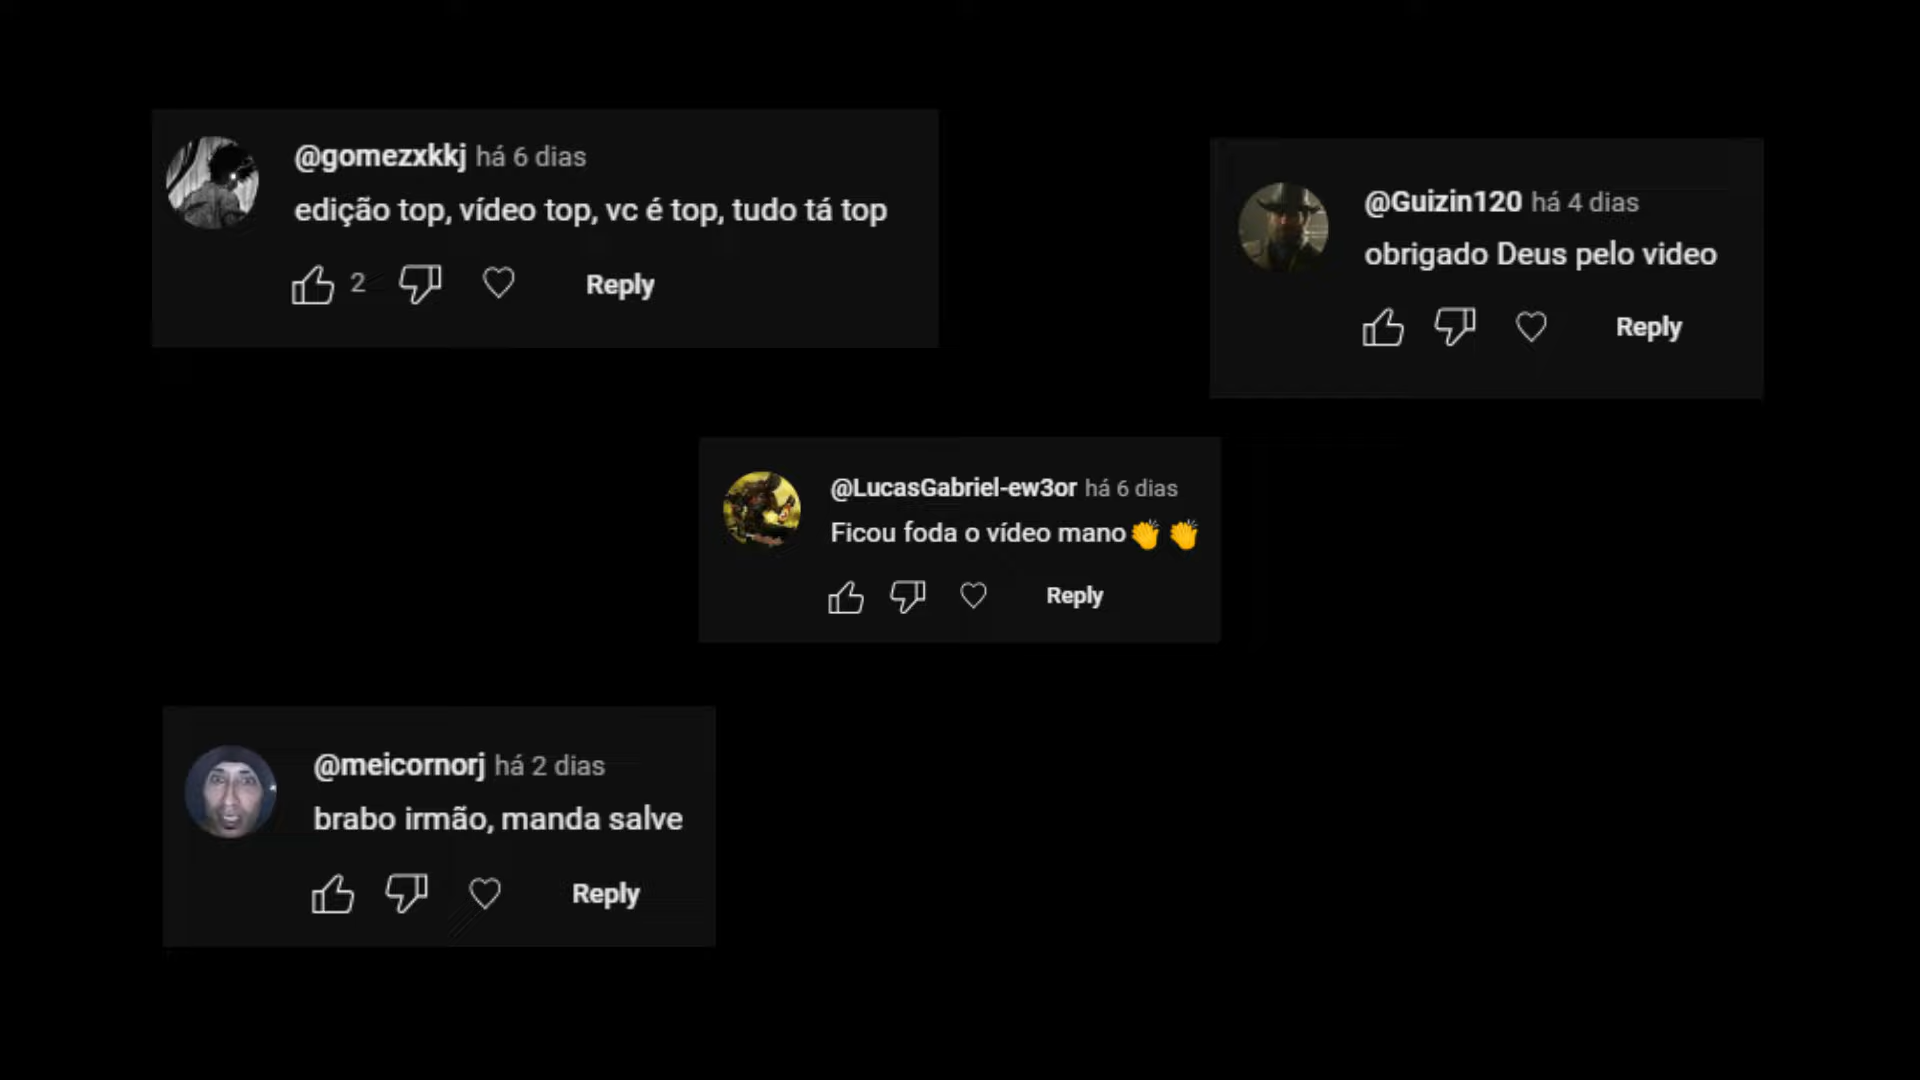 @gomezxkkj há 6 dias
edição top, vídeo top, vc é top, tudo tá top
2 Reply
@Guizin120 há 4 dias
obrigado Deus pelo video
Reply
@LucasGabriel-ew3or há 6 dias
Ficou foda o vídeo mano👏 👏
Reply
@meicornorj há 2 dias
brabo irmão, manda salve
Reply